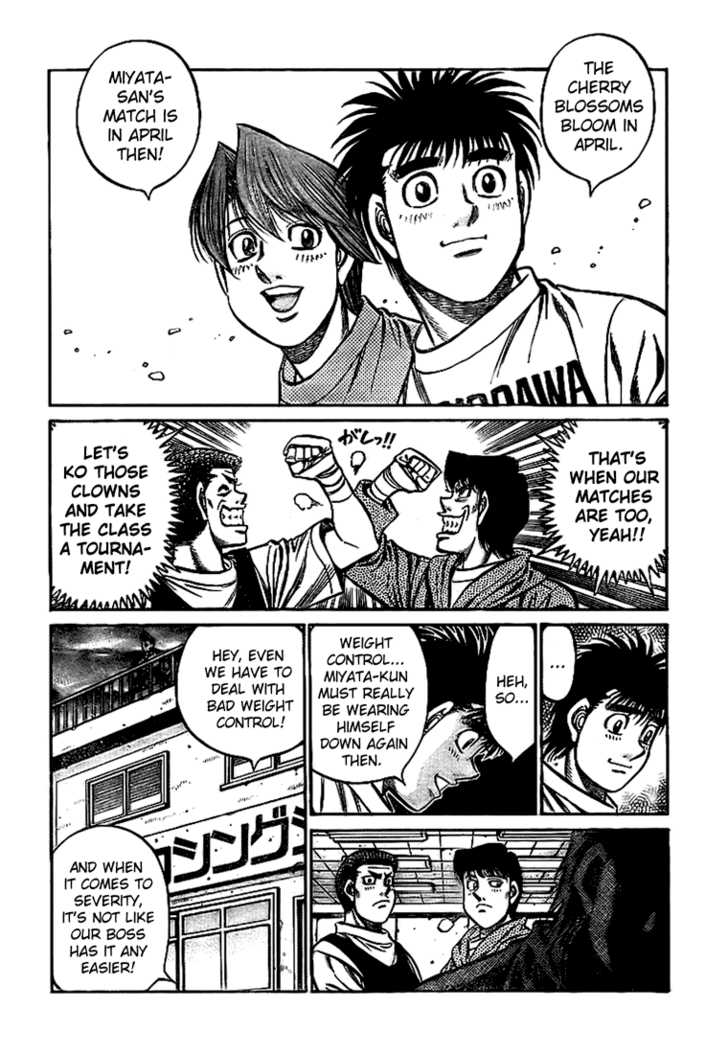 THE
CHERRY
BLOSSOMS
BLOOM IN
APRIL.
MIYATA-
SAN'S
MATCH IS
IN APRIL
THEN!
THAT'S
WHEN OUR
MATCHES
ARE TOO,
YEAH!!
がしっ!!
LET'S
KO THOSE
CLOWNS
AND TAKE
THE CLASS
A TOURNA-
MENT!
...
HEH,
SO...
WEIGHT
CONTROL...
MIYATA-KUN
MUST REALLY
BE WEARING
HIMSELF
DOWN AGAIN
THEN.
HEY, EVEN
WE HAVE TO
DEAL WITH
BAD WEIGHT
CONTROL!
クシングジ
AND WHEN
IT COMES TO
SEVERITY,
IT'S NOT LIKE
OUR BOSS
HAS IT ANY
EASIER!